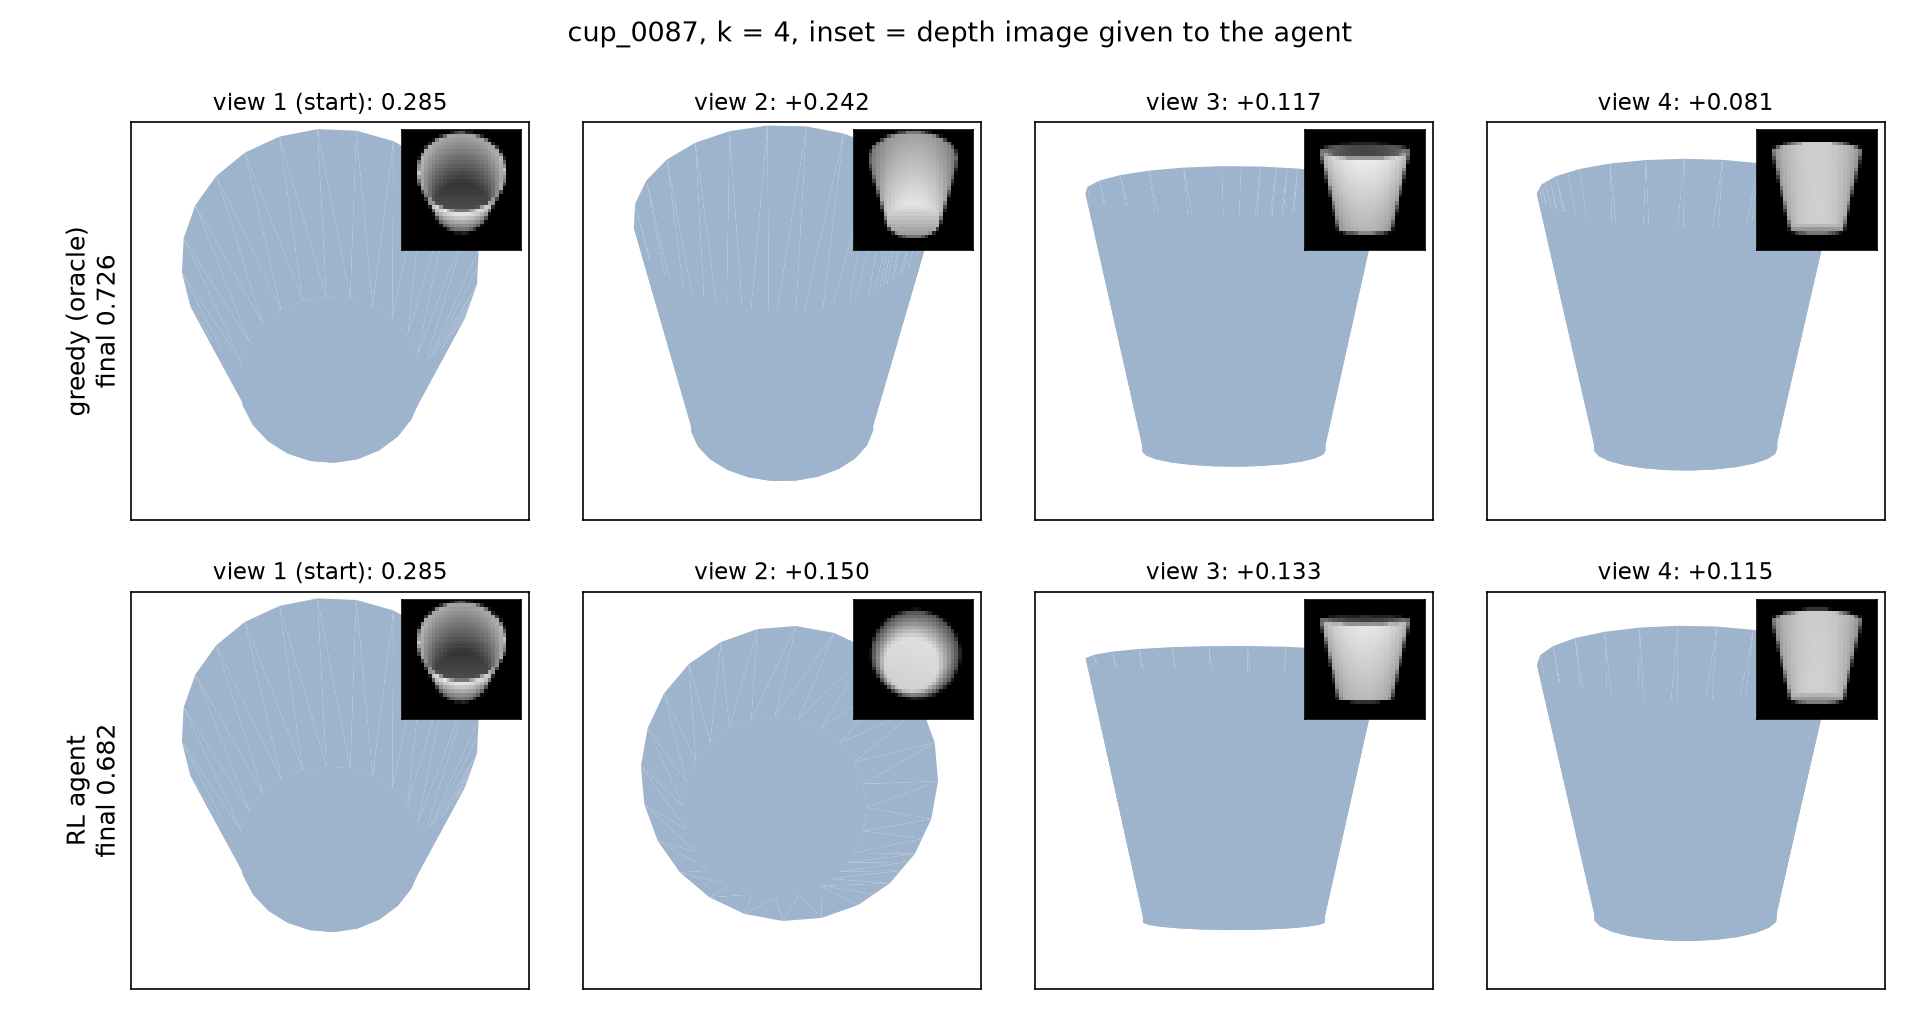 cup_0087, k = 4, inset = depth image given to the agent
view 1 (start): 0.285
view 2: +0.242
view 3: +0.117
view 4: +0.081
greedy (oracle)
final 0.726
view 1 (start): 0.285
view 2: +0.150
view 3: +0.133
view 4: +0.115
RL agent
final 0.682